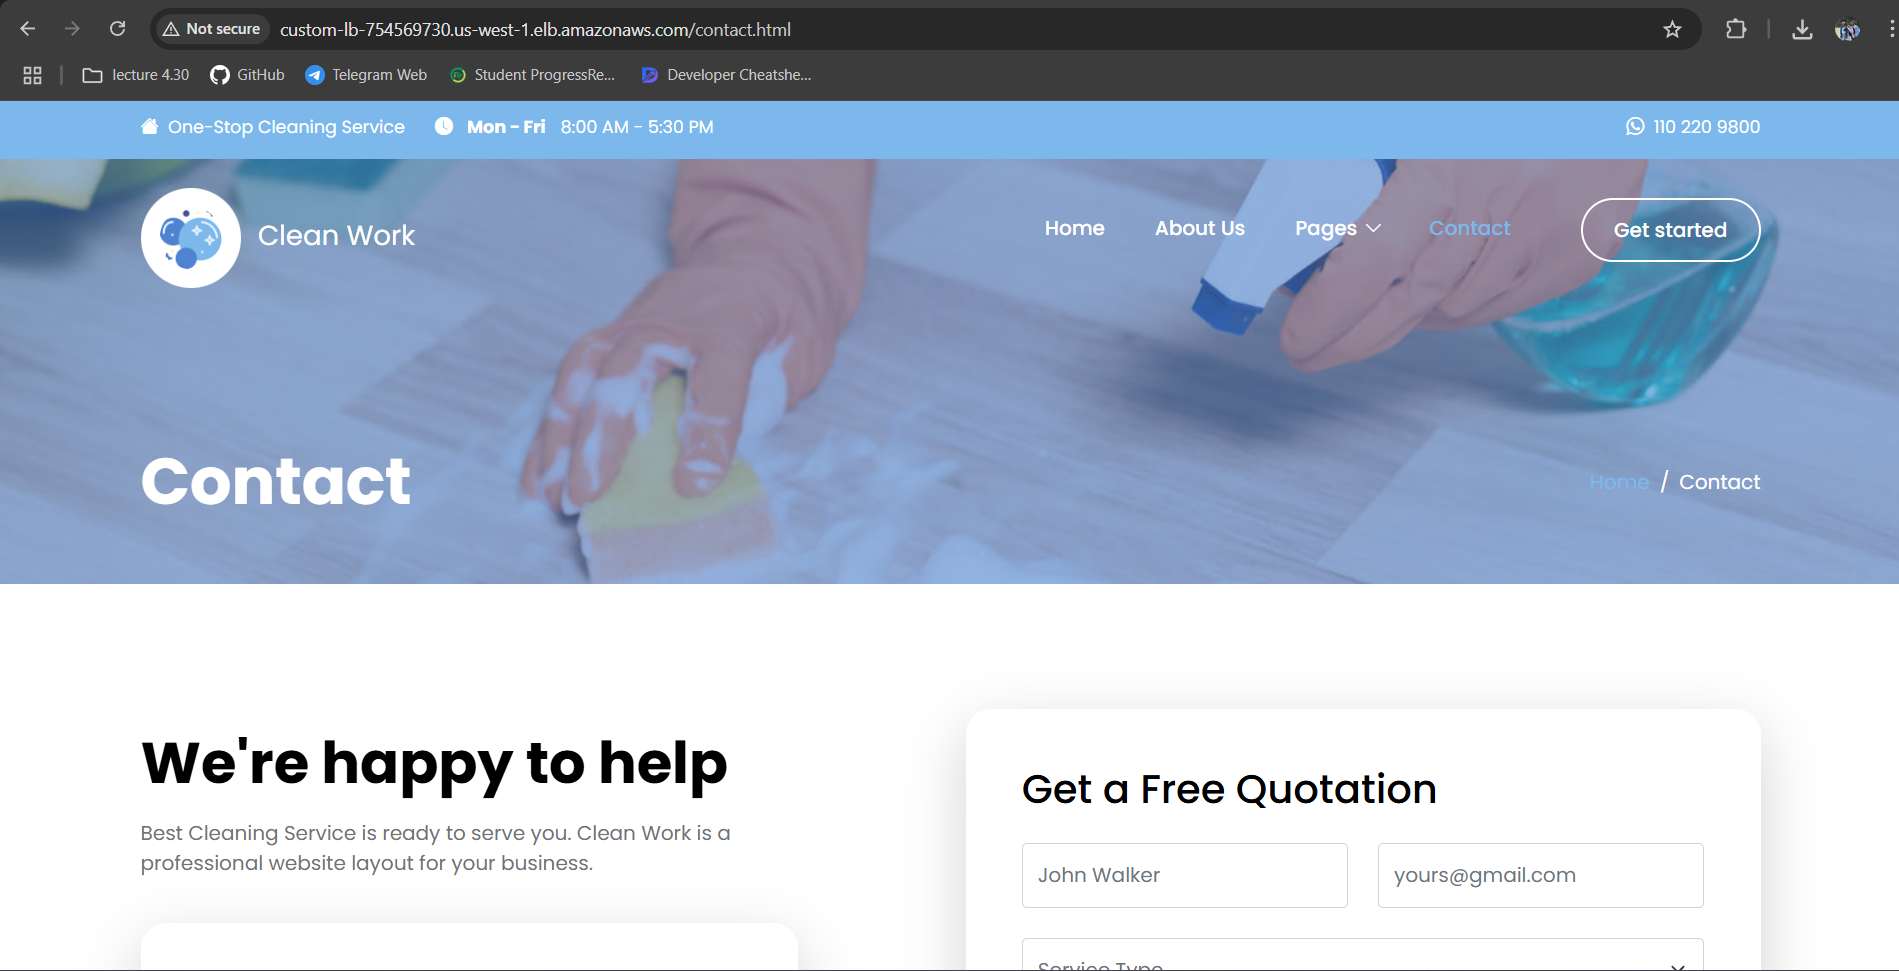 Not secure custom-lb-754569730.us-west-1.elb.amazonaws.com/contact.html
lecture 4.30 GitHub Telegram Web Student ProgressRe... Developer Cheatshe...
One-Stop Cleaning Service Mon - Fri 8:00 AM - 5:30 PM 110 220 9800
Clean Work Home About Us Pages Contact Get started
Contact Home / Contact
We're happy to help
Best Cleaning Service is ready to serve you. Clean Work is a
professional website layout for your business.
Get a Free Quotation
John Walker yours@gmail.com
Service Type